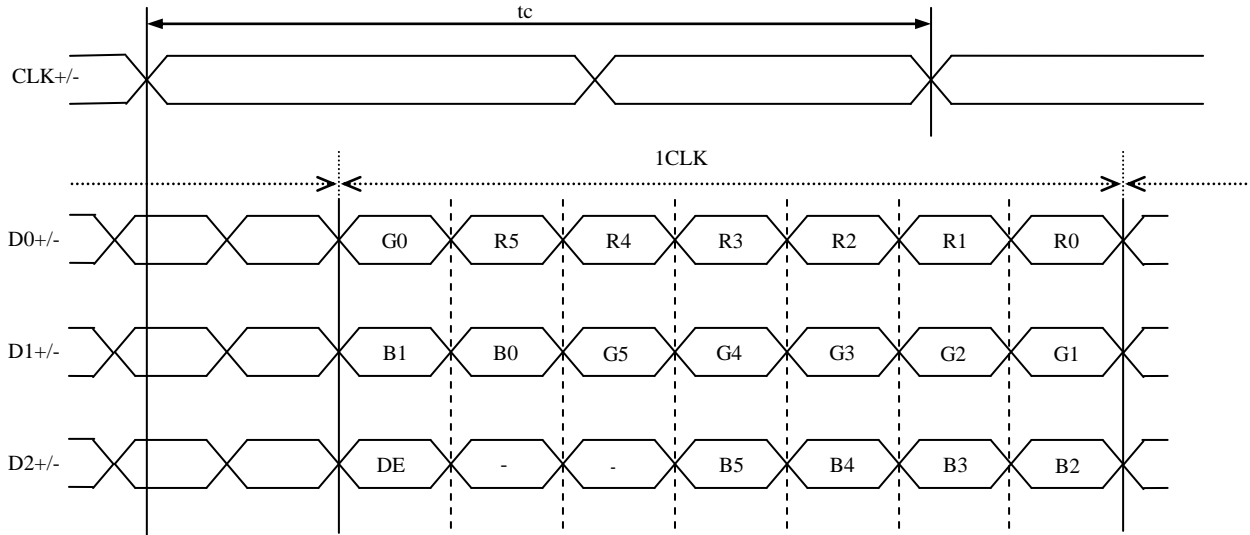 tc
CLK+/-
1CLK
D0+/- G0 R5 R4 R3 R2 R1 R0
D1+/- B1 B0 G5 G4 G3 G2 G1
D2+/- DE - - B5 B4 B3 B2